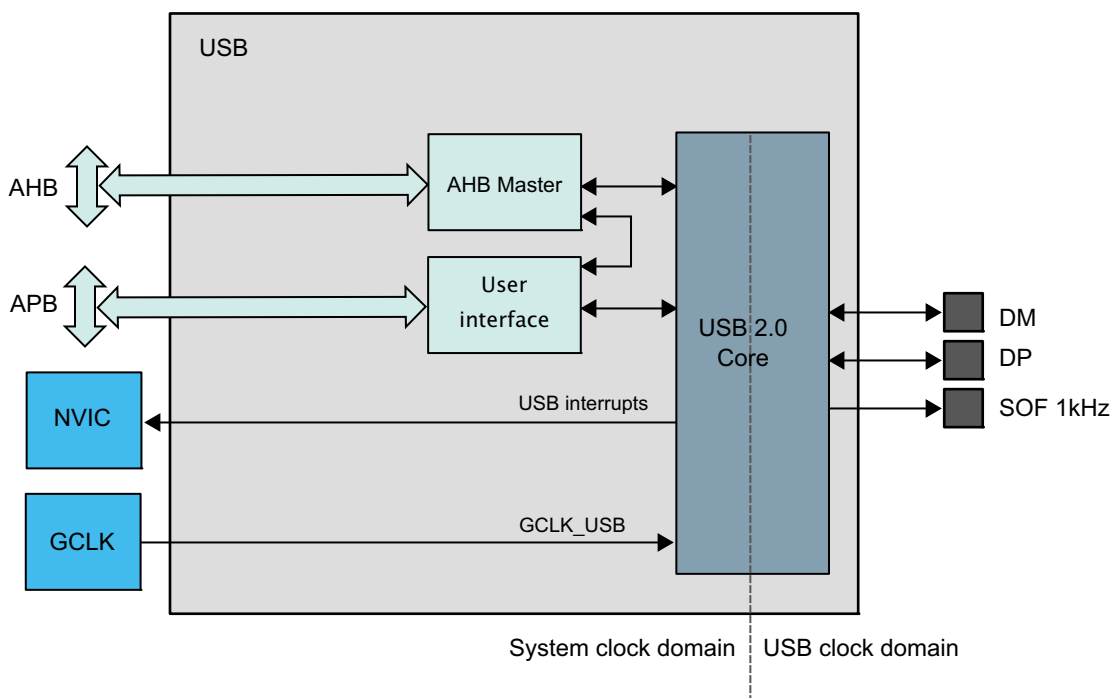 USB
AHB
AHB Master
APB
User
interface
USB 2.0
Core
DM
DP
SOF 1kHz
NVIC
USB interrupts
GCLK
GCLK_USB
System clock domain
USB clock domain